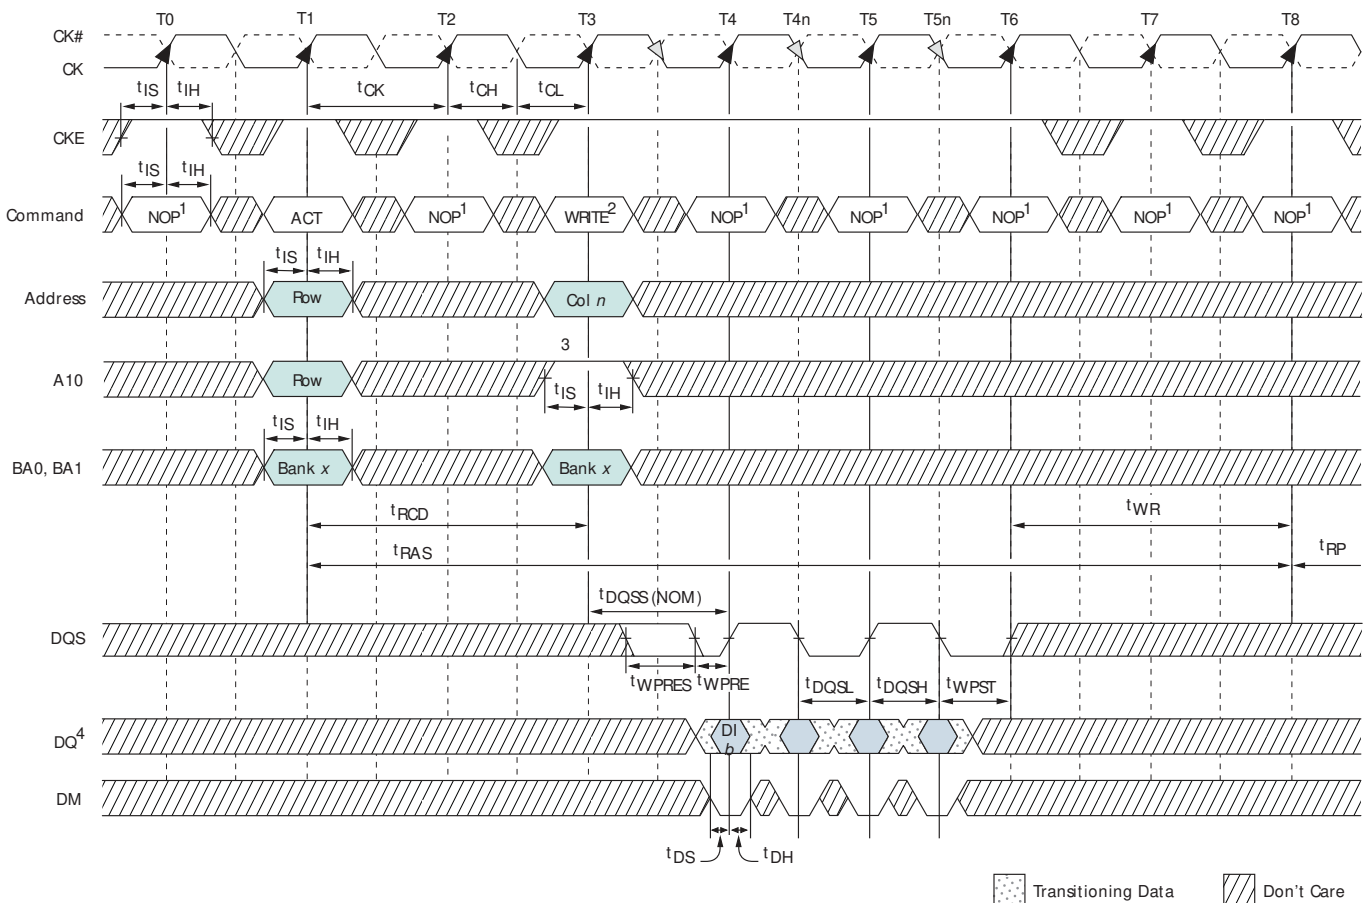 T0 T1 T2 T3 T4 T4n T5 T5n T6 T7 T8
CK#
CK
tIS tIH tCK tCH tCL
CKE
tIS tIH
Command NOP1 ACT NOP1 WRITE2 NOP1 NOP1 NOP1 NOP1 NOP1
tIS tIH
Address Row Col n
3
A10 Row
tIS tIH
tIS tIH
BA0, BA1 Bank x Bank x
tRCD tWR
tRAS tRP
tDQSS (NOM)
DQS
tWPRES tWPRE tDQSL tDQSH tWPST
DQ4 DI
b
DM
tDS tDH
Transitioning Data Don't Care